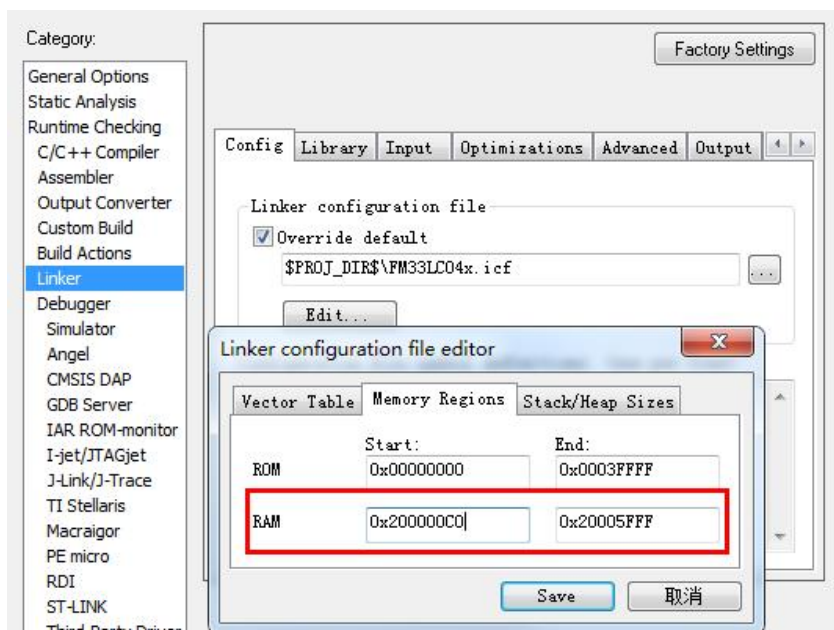 Category:
Factory Settings
General Options
Static Analysis
Runtime Checking
C/C++ Compiler
Assembler
Output Converter
Custom Build
Build Actions
Linker
Debugger
Simulator
Angel
CMSIS DAP
GDB Server
IAR ROM-monitor
I-jet/JTAGjet
J-Link/J-Trace
TI Stellaris
Macraigor
PE micro
RDI
ST-LINK
Third-Party Driver
Config Library Input Optimizations Advanced Output
Linker configuration file
Override default
$PROJ_DIR$\FM33LC04x.icf
...
Edit...
Linker configuration file editor
Vector Table Memory Regions Stack/Heap Sizes
Start: End:
ROM 0x00000000 0x0003FFFF
RAM 0x200000C0 0x20005FFF
Save 取消